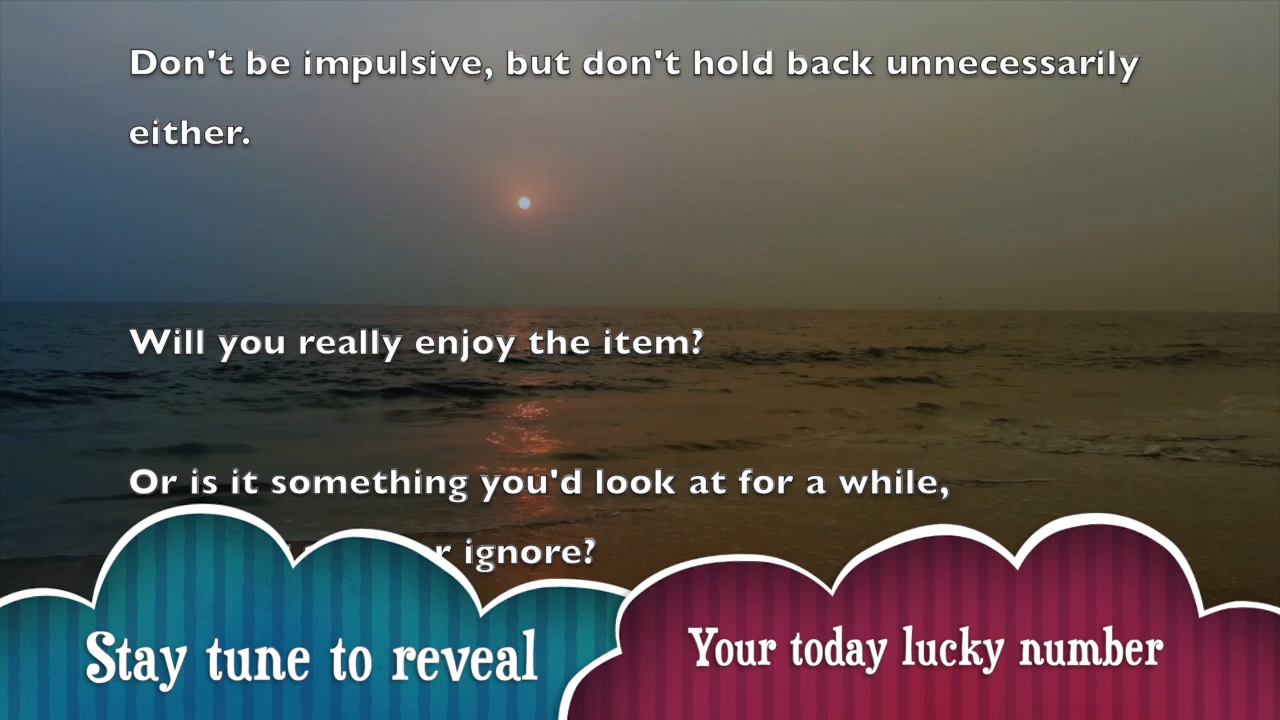 Don't be impulsive, but don't hold back unnecessarily
either.
Will you really enjoy the item?
Or is it something you'd look at for a while,
ignore?
Stay tune to reveal
Your today lucky number